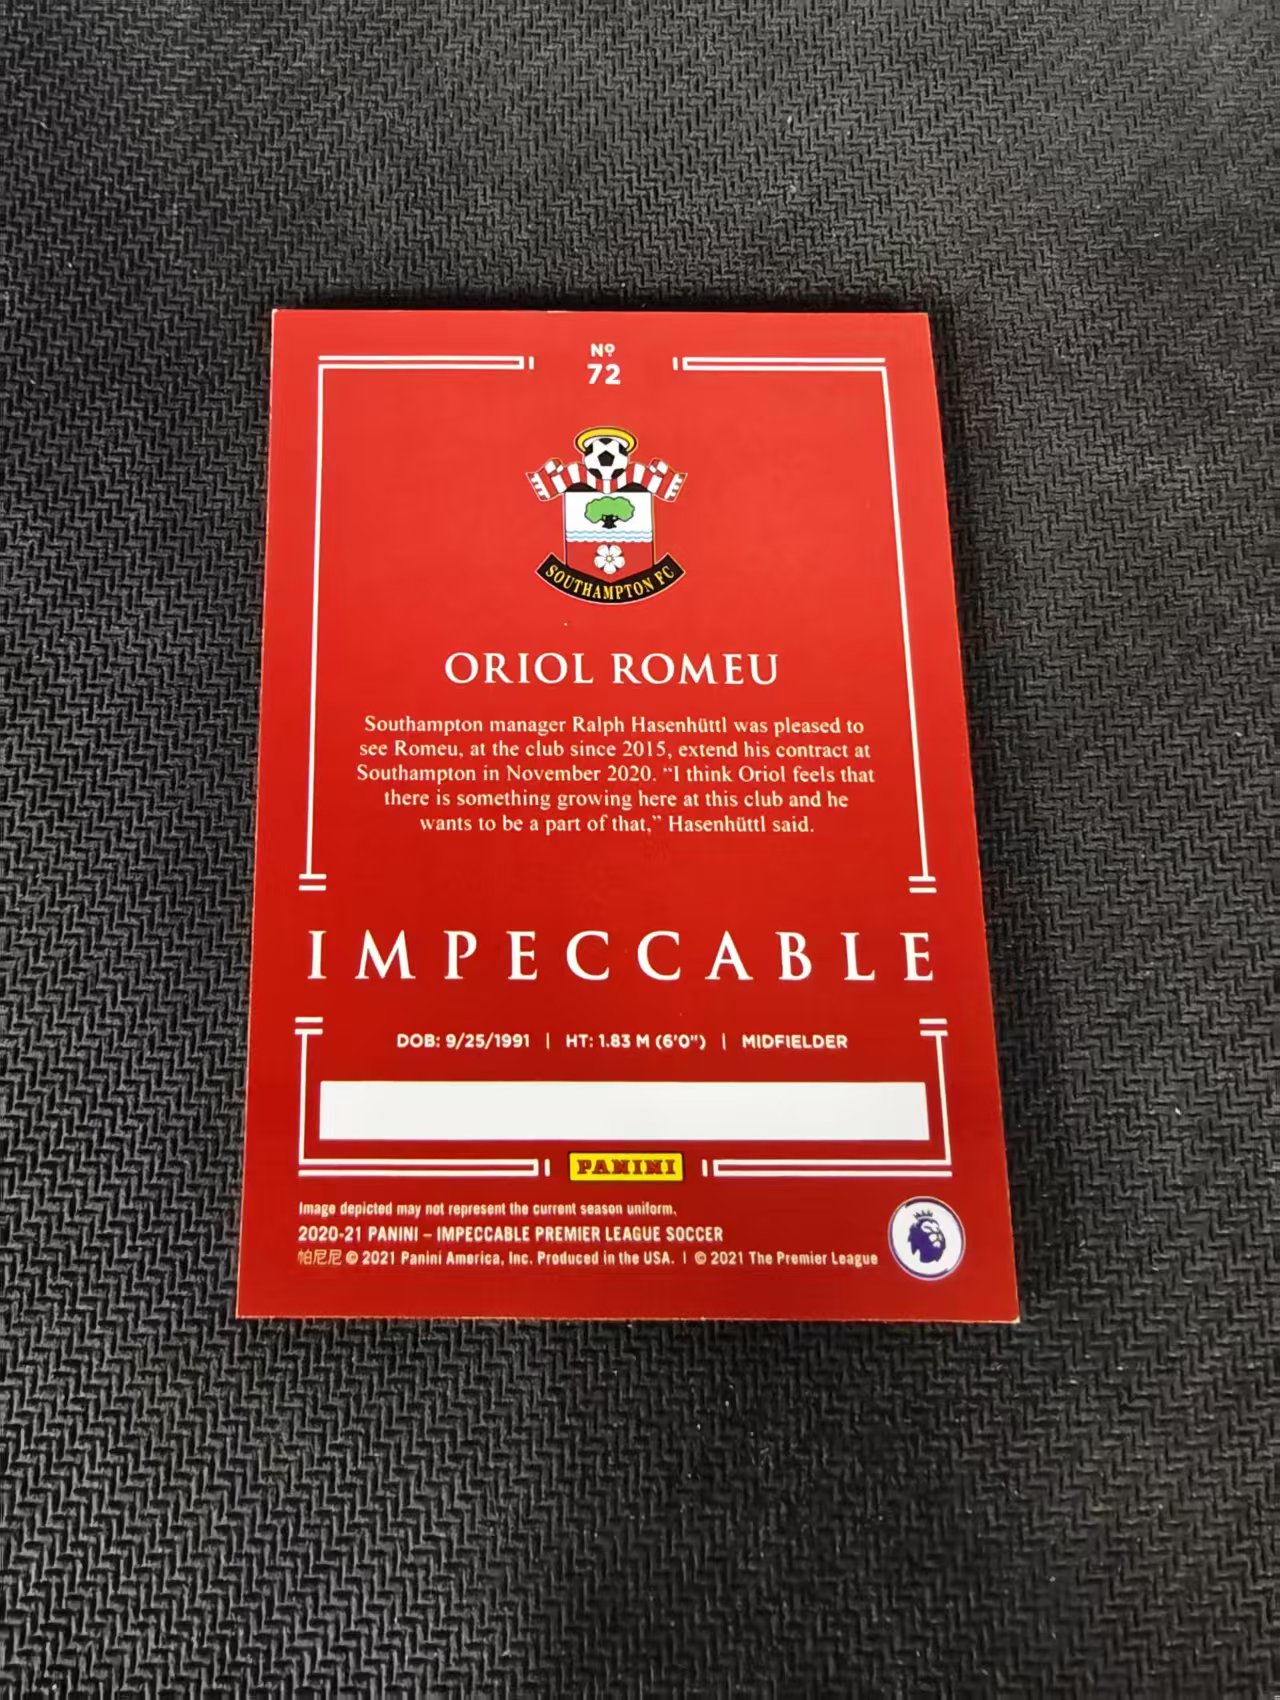 Nº
72
SOUTHAMPTON FC
ORIOL ROMEU
Southampton manager Ralph Hasenhüttl was pleased to
see Romeu, at the club since 2015, extend his contract at
Southampton in November 2020. “I think Oriol feels that
there is something growing here at this club and he
wants to be a part of that,” Hasenhüttl said.
IMPECCABLE
DOB: 9/25/1991 | HT: 1.83 M (6'0") | MIDFIELDER
PANINI
Image depicted may not represent the current season uniform.
2020-21 PANINI – IMPECCABLE PREMIER LEAGUE SOCCER
帕尼尼 © 2021 Panini America, Inc. Produced in the USA. | © 2021 The Premier League